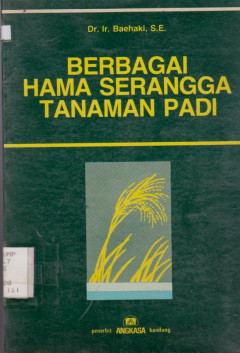 Dr. Ir. Baehaki, S.E.
BERBAGAI
HAMA SERANGGA
TANAMAN PADI
penerbit ANGKASA bandung